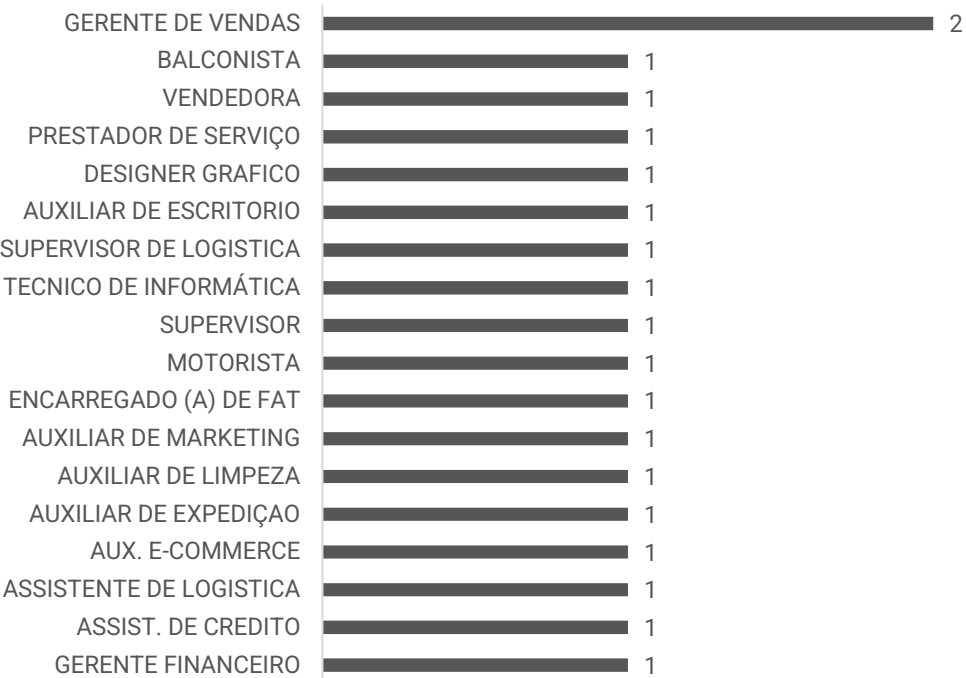 GERENTE DE VENDAS 2
BALCONISTA 1
VENDEDORA 1
PRESTADOR DE SERVIÇO 1
DESIGNER GRAFICO 1
AUXILIAR DE ESCRITORIO 1
SUPERVISOR DE LOGISTICA 1
TECNICO DE INFORMÁTICA 1
SUPERVISOR 1
MOTORISTA 1
ENCARREGADO (A) DE FAT 1
AUXILIAR DE MARKETING 1
AUXILIAR DE LIMPEZA 1
AUXILIAR DE EXPEDIÇAO 1
AUX. E-COMMERCE 1
ASSISTENTE DE LOGISTICA 1
ASSIST. DE CREDITO 1
GERENTE FINANCEIRO 1